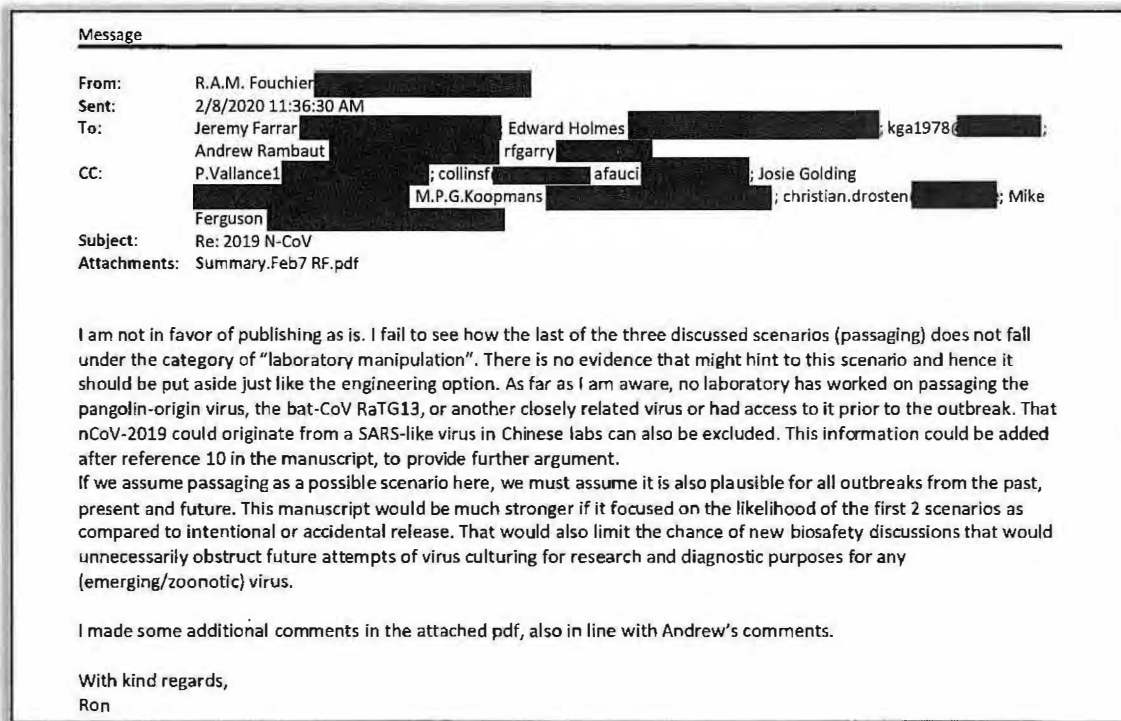 Message
From: R.A.M. Fouchier
Sent: 2/8/2020 11:36:30 AM
To: Jeremy Farrar ; Edward Holmes ; kga1978@ ;
Andrew Rambaut rfgarry
CC: P.Vallance1 ; collinsf afauci ; Josie Golding
M.P.G.Koopmans ; christian.drosten ; Mike
Ferguson
Subject: Re: 2019 N-CoV
Attachments: Summary.Feb7 RF.pdf
I am not in favor of publishing as is. I fail to see how the last of the three discussed scenarios (passaging) does not fall
under the category of "laboratory manipulation". There is no evidence that might hint to this scenario and hence it
should be put aside just like the engineering option. As far as I am aware, no laboratory has worked on passaging the
pangolin-origin virus, the bat-CoV RaTG13, or another closely related virus or had access to it prior to the outbreak. That
nCoV-2019 could originate from a SARS-like virus in Chinese labs can also be excluded. This information could be added
after reference 10 in the manuscript, to provide further argument.
If we assume passaging as a possible scenario here, we must assume it is also plausible for all outbreaks from the past,
present and future. This manuscript would be much stronger if it focused on the likelihood of the first 2 scenarios as
compared to intentional or accidental release. That would also limit the chance of new biosafety discussions that would
unnecessarily obstruct future attempts of virus culturing for research and diagnostic purposes for any
(emerging/zoonotic) virus.
I made some additional comments in the attached pdf, also in line with Andrew's comments.
With kind regards,
Ron